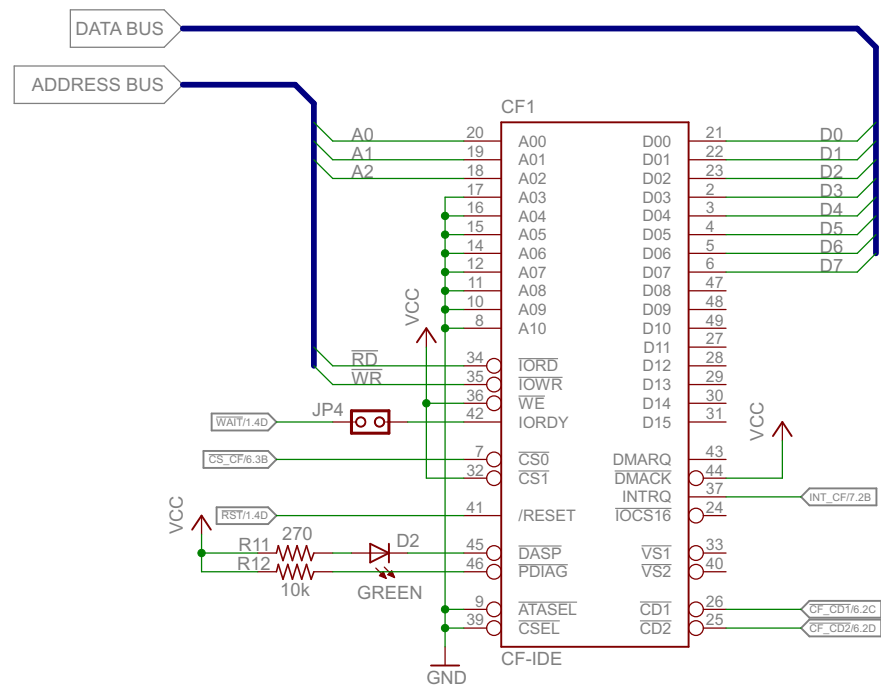 DATA BUS
ADDRESS BUS
CF1
A0 20 A00 D00 21 D0
A1 19 A01 D01 22 D1
A2 18 A02 D02 23 D2
17 A03 D03 2 D3
16 A04 D04 3 D4
15 A05 D05 4 D5
14 A06 D06 5 D6
12 A07 D07 6 D7
11 A08 D08 47
10 A09 D09 48
8 A10 D10 49
VCC
D11 27
RD 34 IORD D12 28
WR 35 IOWR D13 29
36 WE D14 30
WAIT/1.4D JP4 42 IORDY D15 31
CS_CF/6.3B 7 CS0 DMARQ 43
32 CS1 DMACK 44 VCC
INTRQ 37 INT_CF/7.2B
RST/1.4D 41 /RESET IOCS16 24
VCC
R11 270 D2 45 DASP VS1 33
R12 10k GREEN 46 PDIAG VS2 40
9 ATASEL CD1 26 CF_CD1/6.2C
39 CSEL CD2 25 CF_CD2/6.2D
GND
CF-IDE